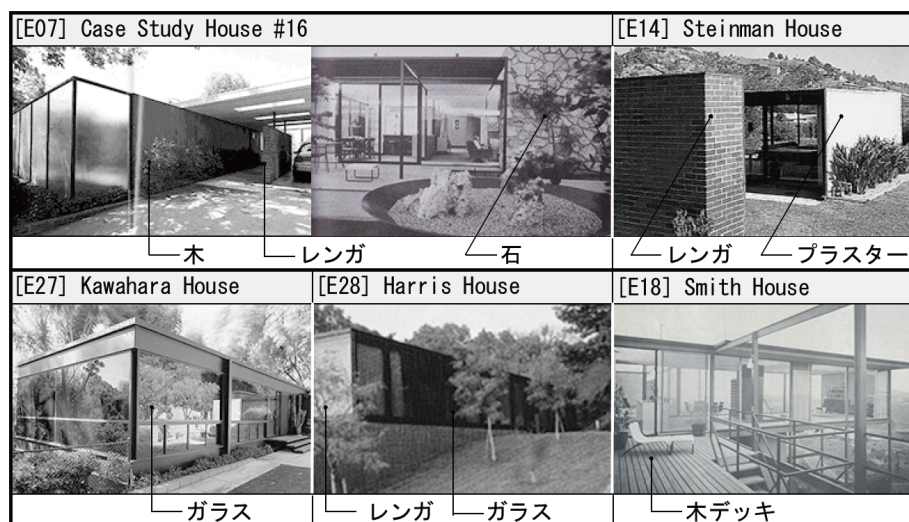 [E07] Case Study House #16
[E14] Steinman House
木
レンガ
石
レンガ
プラスター
[E27] Kawahara House
[E28] Harris House
[E18] Smith House
ガラス
レンガ
ガラス
木デッキ